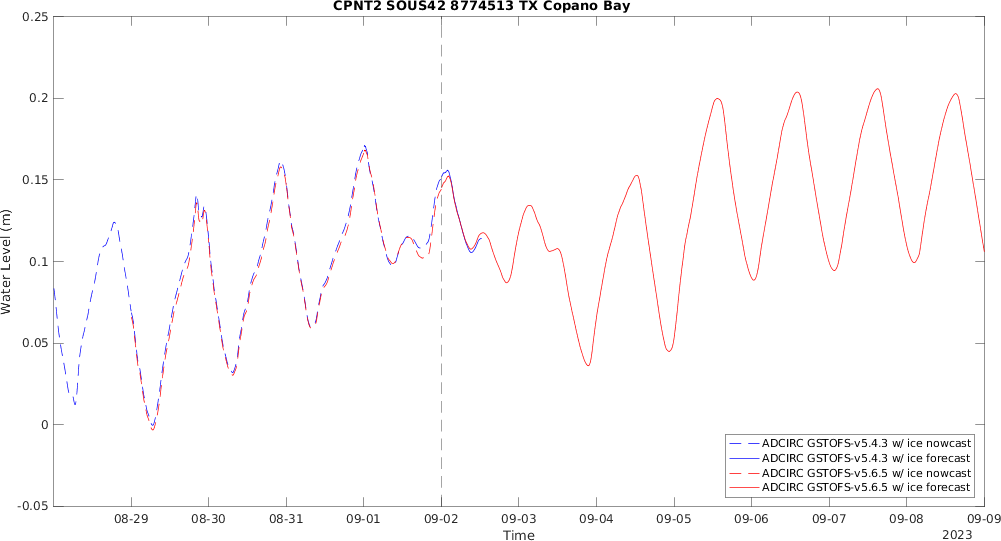 CPNT2 SOUS42 8774513 TX Copano Bay
0.25
0.2
0.15
0.1
0.05
0
-0.05
Water Level (m)
ADCIRC GSTOFS-v5.4.3 w/ ice nowcast
ADCIRC GSTOFS-v5.4.3 w/ ice forecast
ADCIRC GSTOFS-v5.6.5 w/ ice nowcast
ADCIRC GSTOFS-v5.6.5 w/ ice forecast
08-29 08-30 08-31 09-01 09-02 09-03 09-04 09-05 09-06 09-07 09-08 09-09
Time
2023